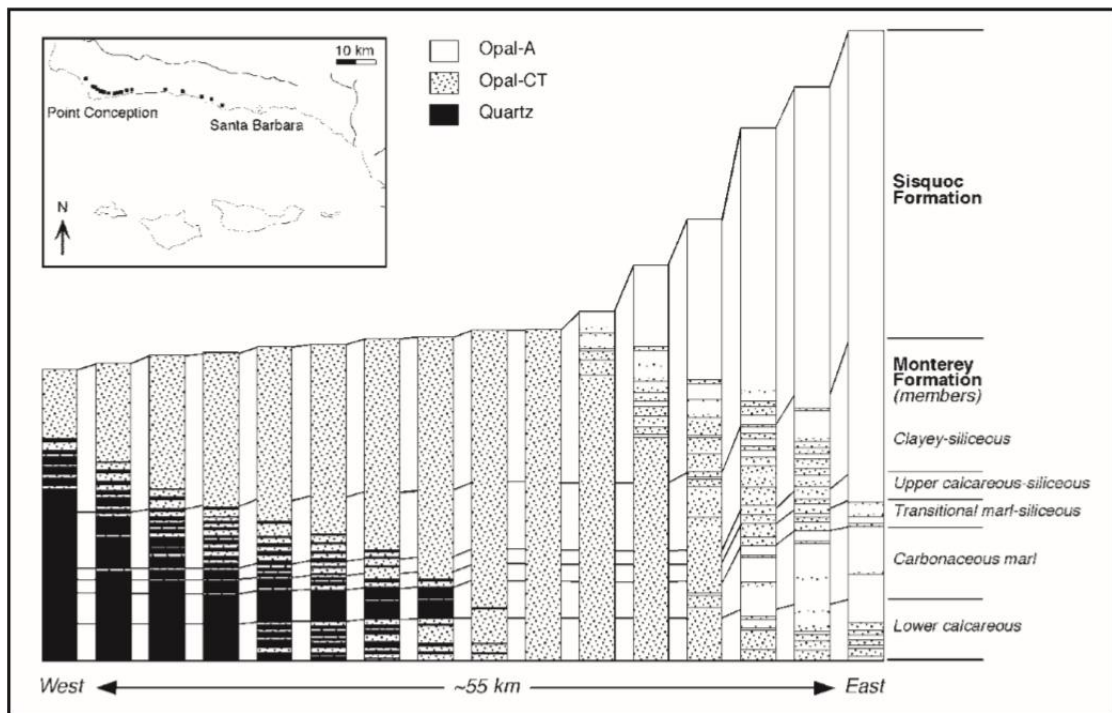 10 km
Point Conception
Santa Barbara
N
Opal-A
Opal-CT
Quartz
Sisquoc
Formation
Monterey
Formation
(members)
Clayey-siliceous
Upper calcareous-siliceous
Transitional marl-siliceous
Carbonaceous marl
Lower calcareous
West
~55 km
East